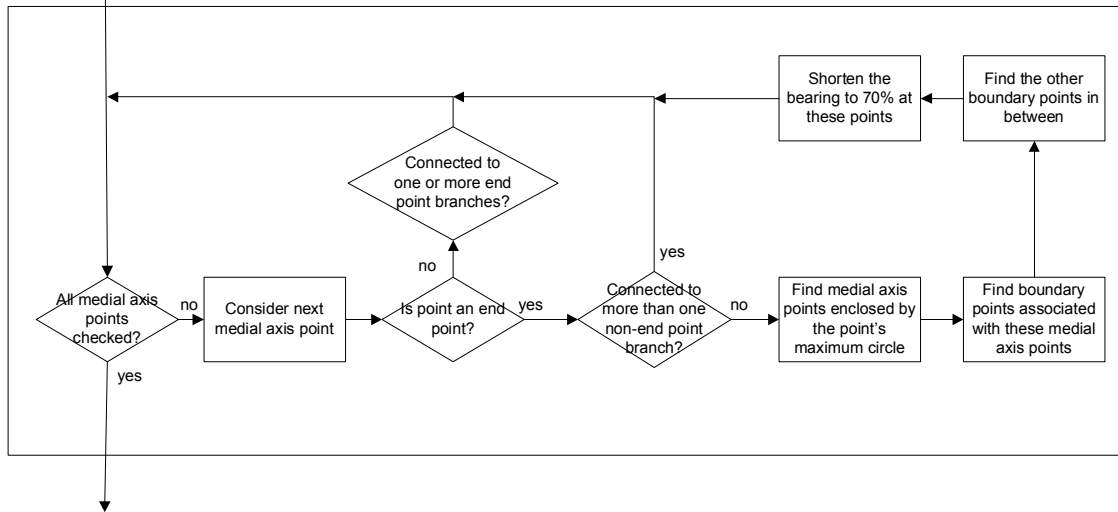 Shorten the
bearing to 70% at
these points
Find the other
boundary points in
between
Connected to
one or more end
point branches?
yes
no
All medial axis
points
checked?
no
Consider next
medial axis point
Is point an end
point?
yes
Connected to
more than one
non-end point
branch?
no
Find medial axis
points enclosed by
the point's
maximum circle
Find boundary
points associated
with these medial
axis points
yes